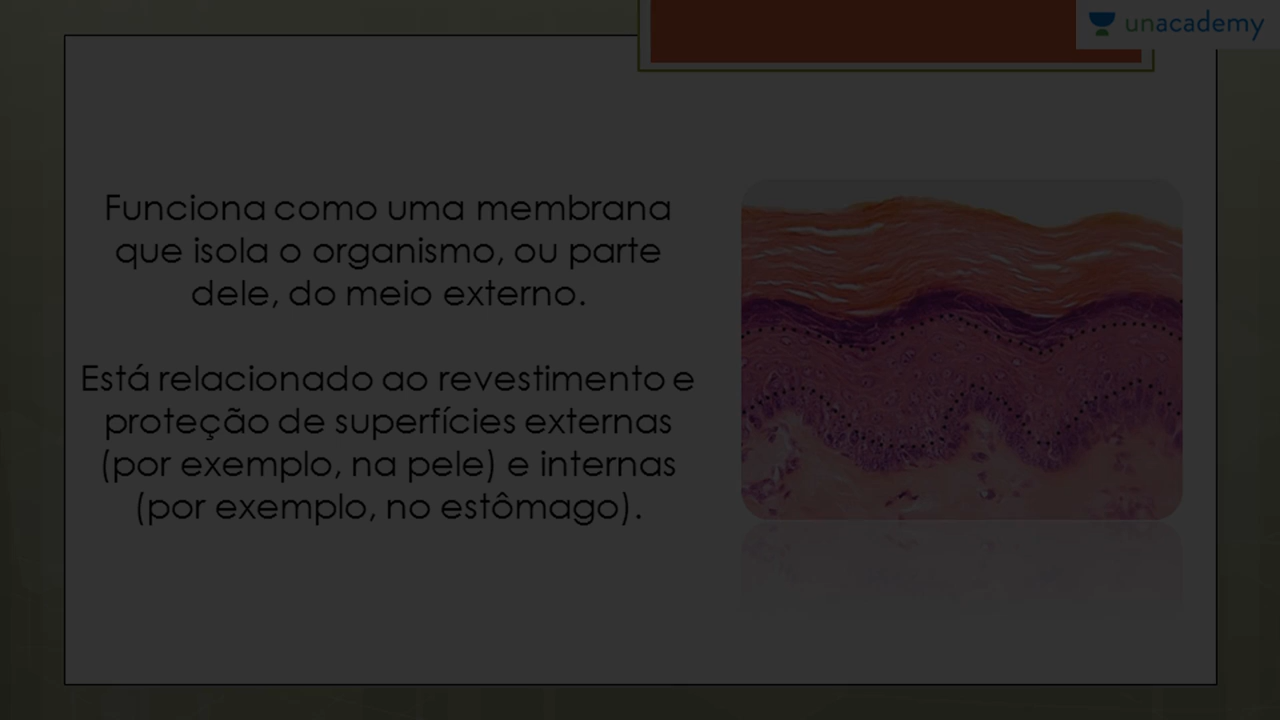 unacademy
Funciona como uma membrana
que isola o organismo, ou parte
dele, do meio externo.
Está relacionado ao revestimento e
proteção de superfícies externas
(por exemplo, na pele) e internas
(por exemplo, no estômago).